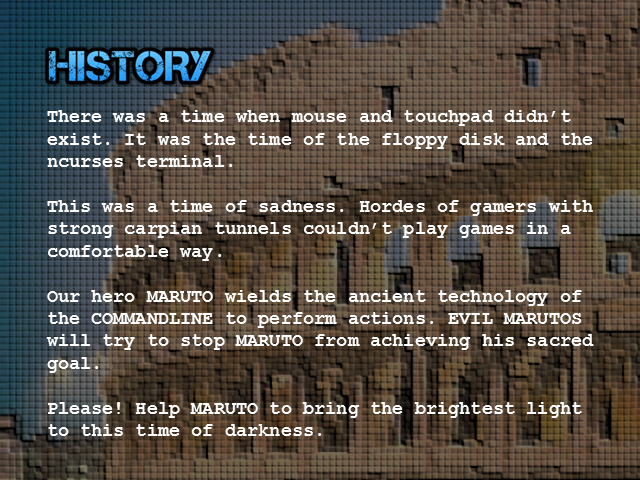 HISTORY
There was a time when mouse and touchpad didn’t
exist. It was the time of the floppy disk and the
ncurses terminal.
This was a time of sadness. Hordes of gamers with
strong carpian tunnels couldn’t play games in a
comfortable way.
Our hero MARUTO wields the ancient technology of
the COMMANDLINE to perform actions. EVIL MARUTOS
will try to stop MARUTO from achieving his sacred
goal.
Please! Help MARUTO to bring the brightest light
to this time of darkness.